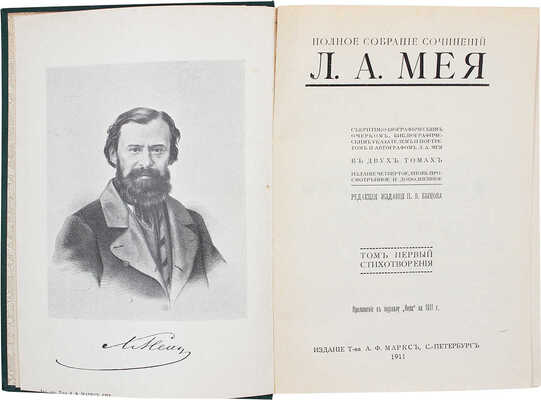 Л. Мей
ПОЛНОЕ СОБРАНІЕ СОЧИНЕНІЙ
Л. А. МЕЯ
СЪ КРИТИКО-БІОГРАФИЧЕСКИМЪ
ОЧЕРКОМЪ, БИБЛІОГРАФИЧЕ-
СКИМЪ УКАЗАТЕЛЕМЪ И ПОРТРЕ-
ТОМЪ И АВТОГРАФОМЪ Л. А. МЕЯ
ВЪ ДВУХЪ ТОМАХЪ
ИЗДАНІЕ ЧЕТВЕРТОЕ, ВНОВЬ ПРО-
СМОТРѢННОЕ И ДОПОЛНЕННОЕ
РЕДАКЦІЯ ИЗДАНІЯ П. В. БЫКОВА
ТОМЪ ПЕРВЫЙ
СТИХОТВОРЕНІЯ
Приложеніе къ журналу „Нива" на 1911 г.
ИЗДАНІЕ Т-ва А. Ф. МАРКСЪ, С.-ПЕТЕРБУРГЪ
1911